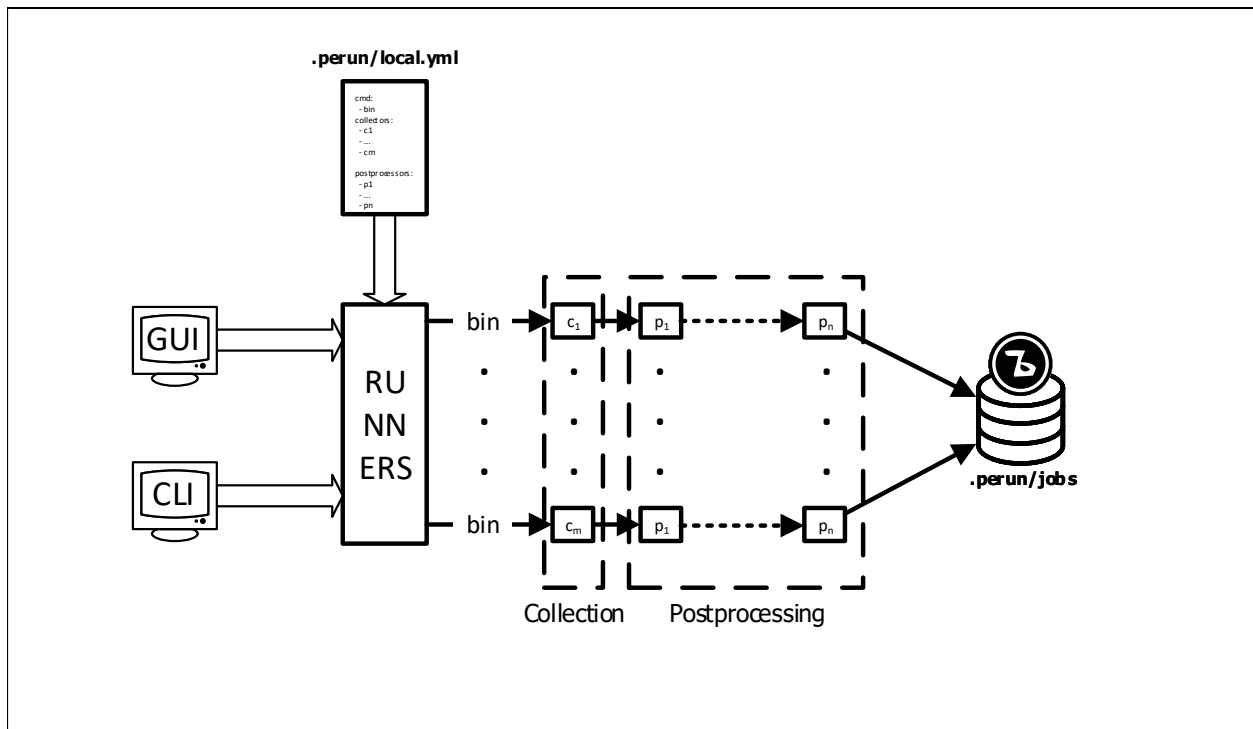 .perun/local.yml
cmd:
- bin
collectors:
- c1
- ...
- cm
postprocessors:
- p1
- ...
- pn
GUI
CLI
RU
NN
ERS
bin
c₁
p₁
pₙ
bin
cₘ
p₁
pₙ
Collection
Postprocessing
.perun/jobs